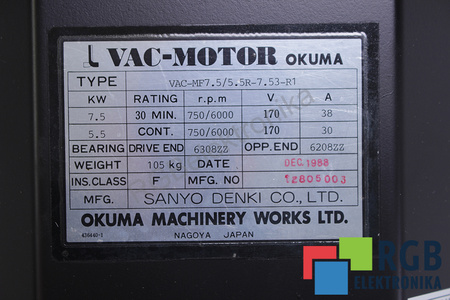 VAC-MOTOR OKUMA
TYPE VAC-MF7.5/5.5R-7.53-R1
KW RATING r.p.m V A
7.5 30 MIN. 750/6000 170 38
5.5 CONT. 750/6000 170 30
BEARING DRIVE END 6308ZZ OPP.END 6208ZZ
WEIGHT 105 kg DATE DEC.1988
INS.CLASS F MFG.NO 12805003
MFG. SANYO DENKI CO., LTD.
OKUMA MACHINERY WORKS LTD.
NAGOYA JAPAN
RGB
ELEKTRONIKA